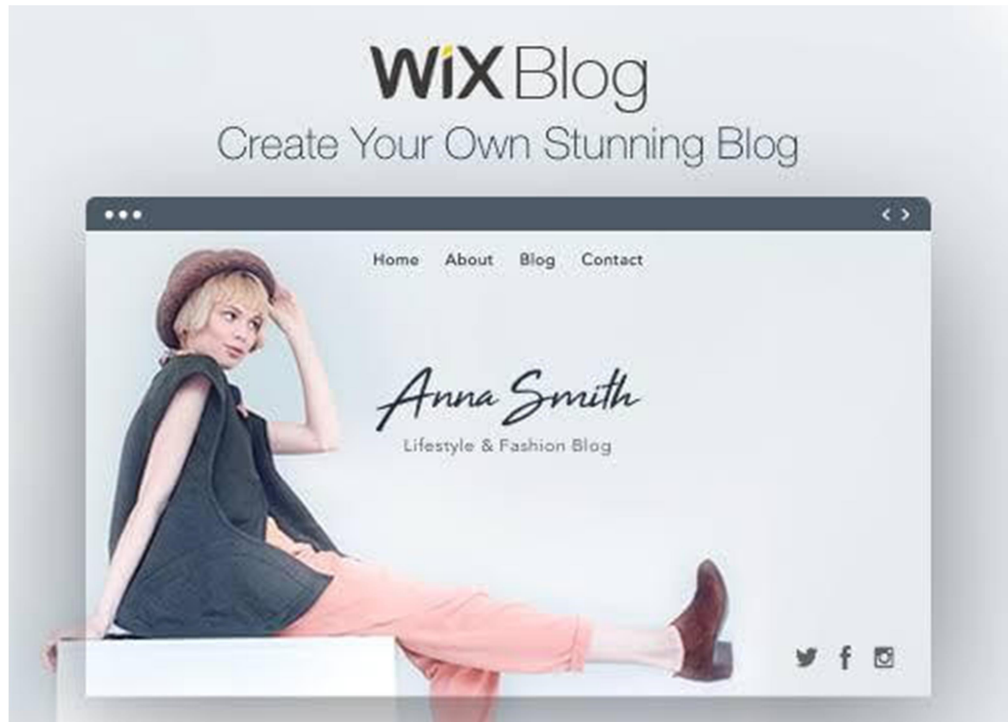 WiX Blog
Create Your Own Stunning Blog
Home About Blog Contact
Anna Smith
Lifestyle & Fashion Blog